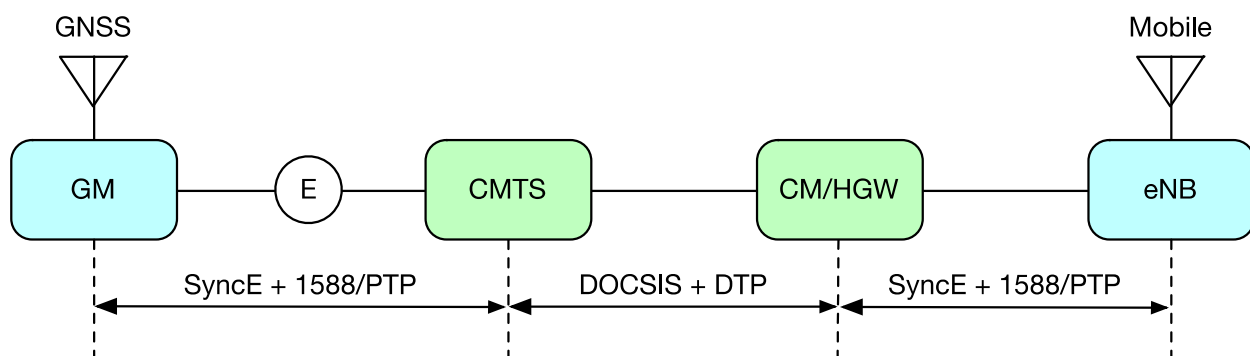 GNSS
Mobile
GM
E
CMTS
CM/HGW
eNB
SyncE + 1588/PTP
DOCSIS + DTP
SyncE + 1588/PTP